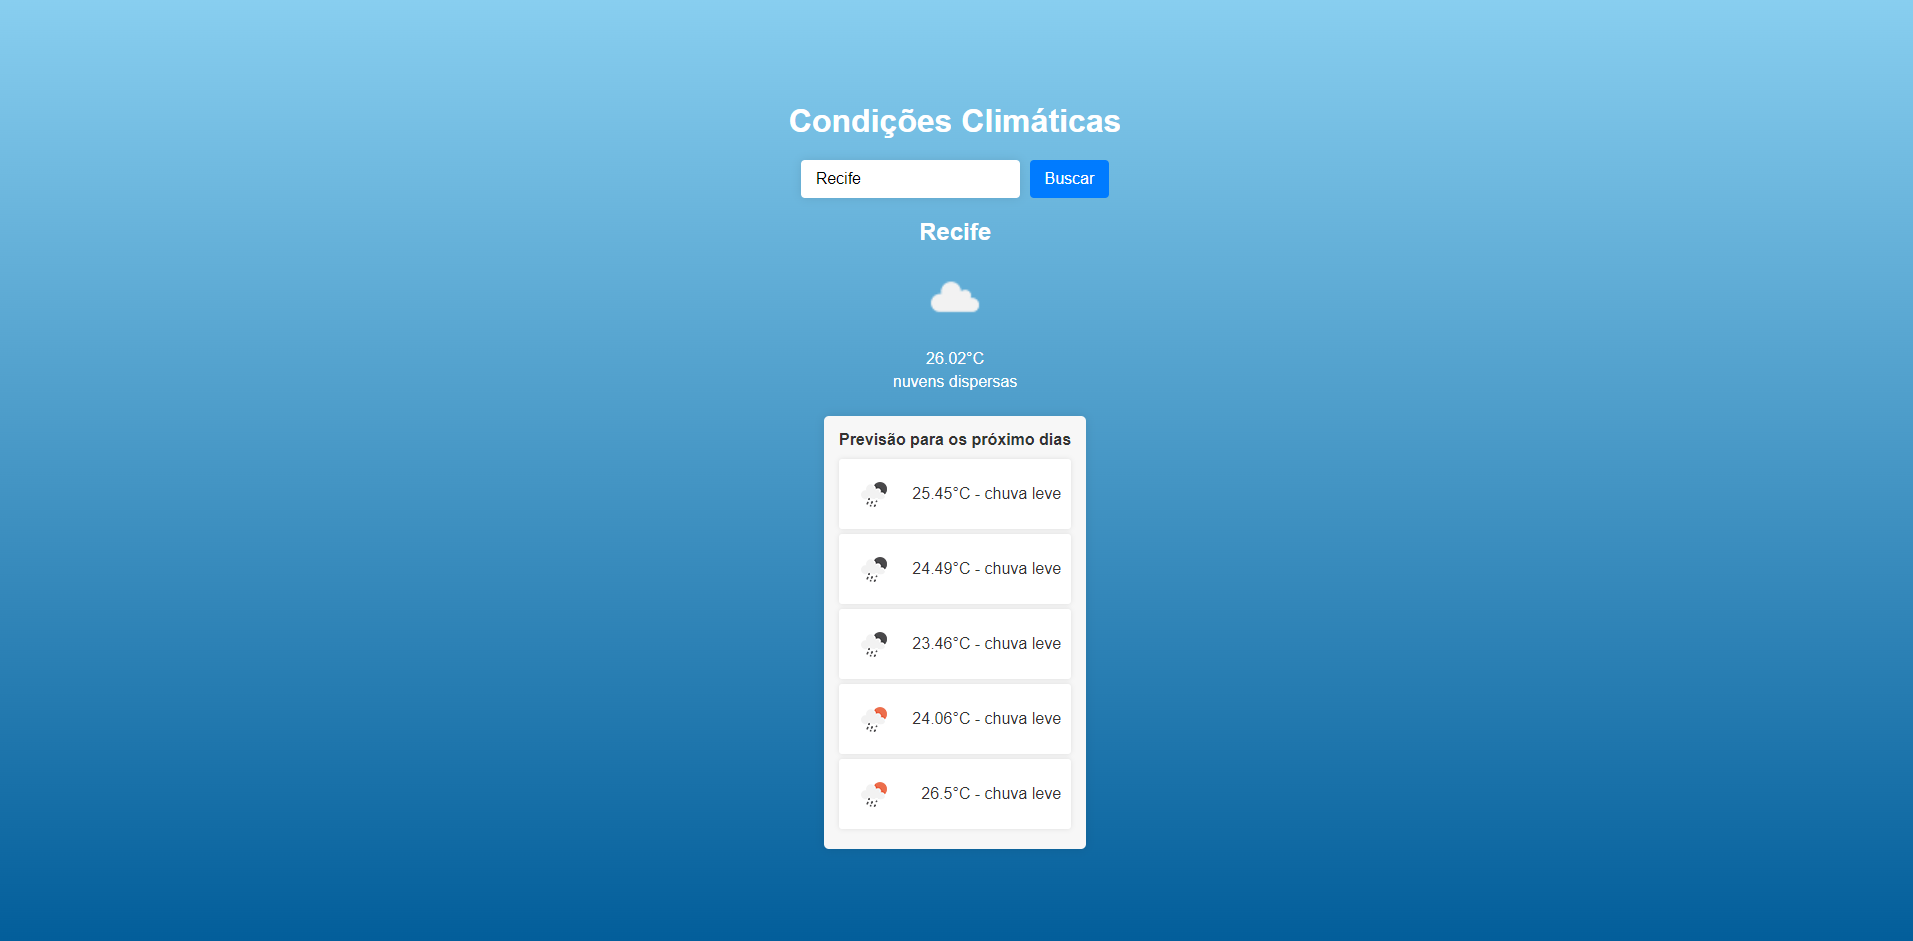 Condições Climáticas
Recife
Buscar
Recife
26.02°C
nuvens dispersas
Previsão para os próximo dias
25.45°C - chuva leve
24.49°C - chuva leve
23.46°C - chuva leve
24.06°C - chuva leve
26.5°C - chuva leve